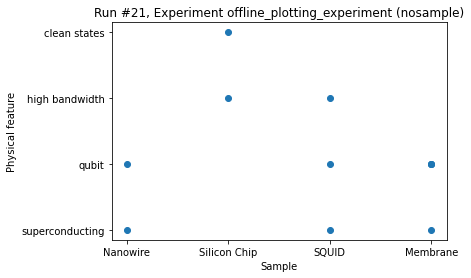 Run #21, Experiment offline_plotting_experiment (nosample)
clean states
high bandwidth
qubit
superconducting
Physical feature
Nanowire Silicon Chip SQUID Membrane
Sample